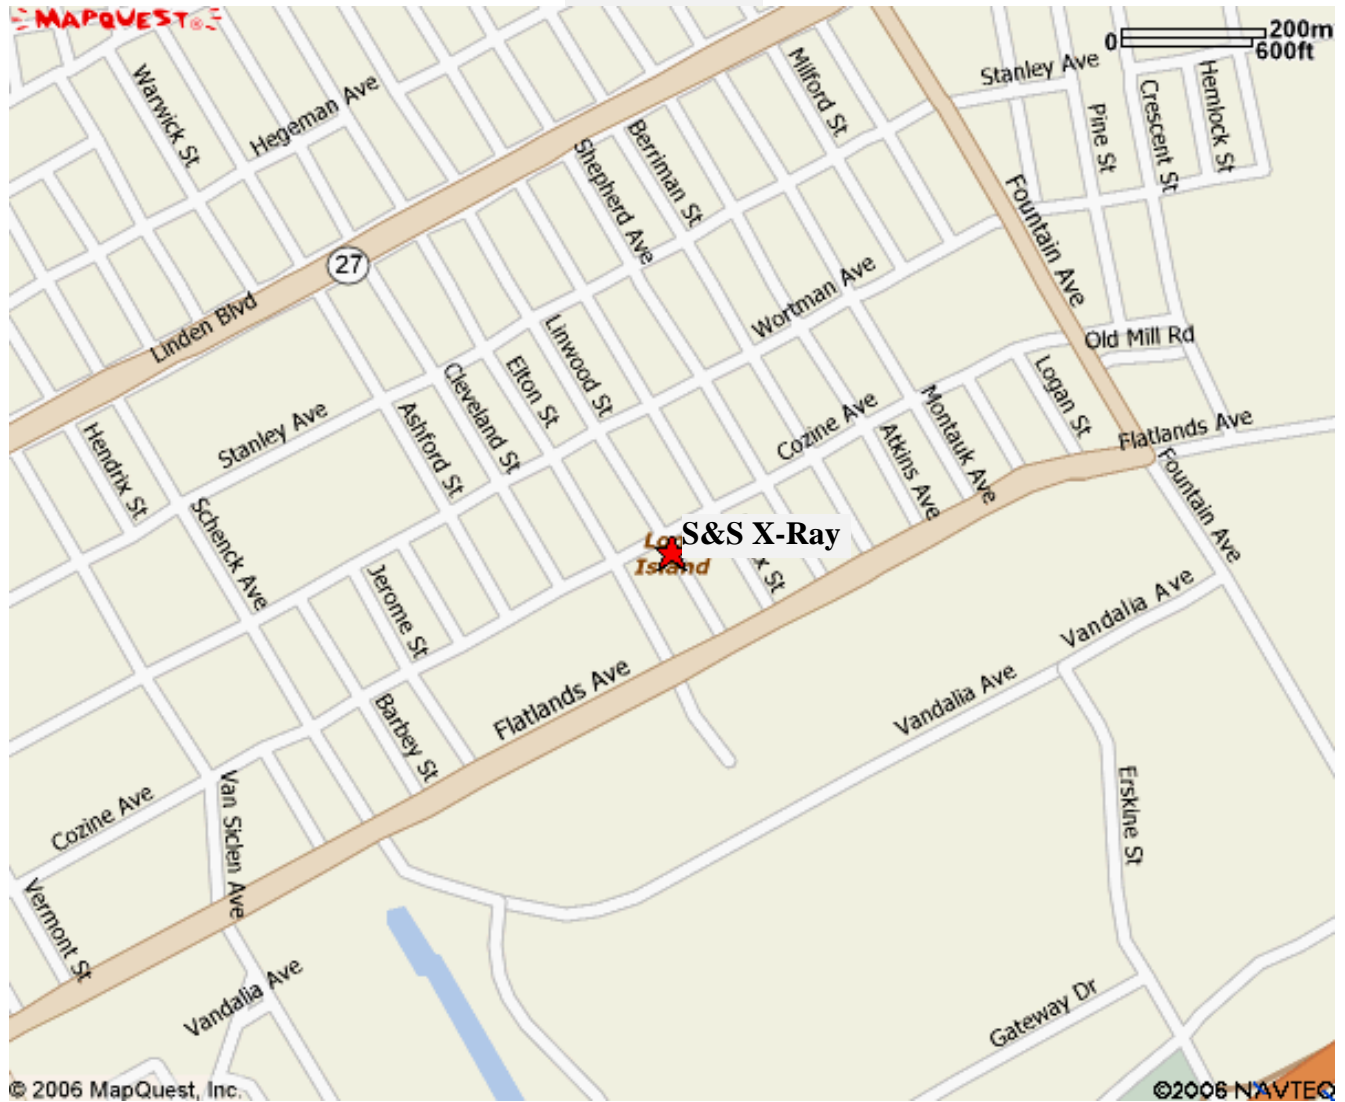 MAPQUEST®
200m
0
600ft
Stanley Ave
Milford St
Hemlock St
Crescent St
Pine St
Warwick St
Hegeman Ave
Berriman St
Shepherd Ave
Fountain Ave
27
Linden Blvd
Wortman Ave
Old Mill Rd
Linwood St
Elton St
Cleveland St
Logan St
Montauk Ave
Cozine Ave
Atkins Ave
Flatlands Ave
Stanley Ave
Ashford St
Hendrix St
Fountain Ave
Schenck Ave
S&S X-Ray
Island
x St
Jerome St
Vandalia Ave
Flatlands Ave
Vandalia Ave
Barbey St
Cozine Ave
Van Siclen Ave
Erskine St
Vermont St
Vandalia Ave
Gateway Dr
© 2006 MapQuest, Inc.
©2006 NAVTEQ